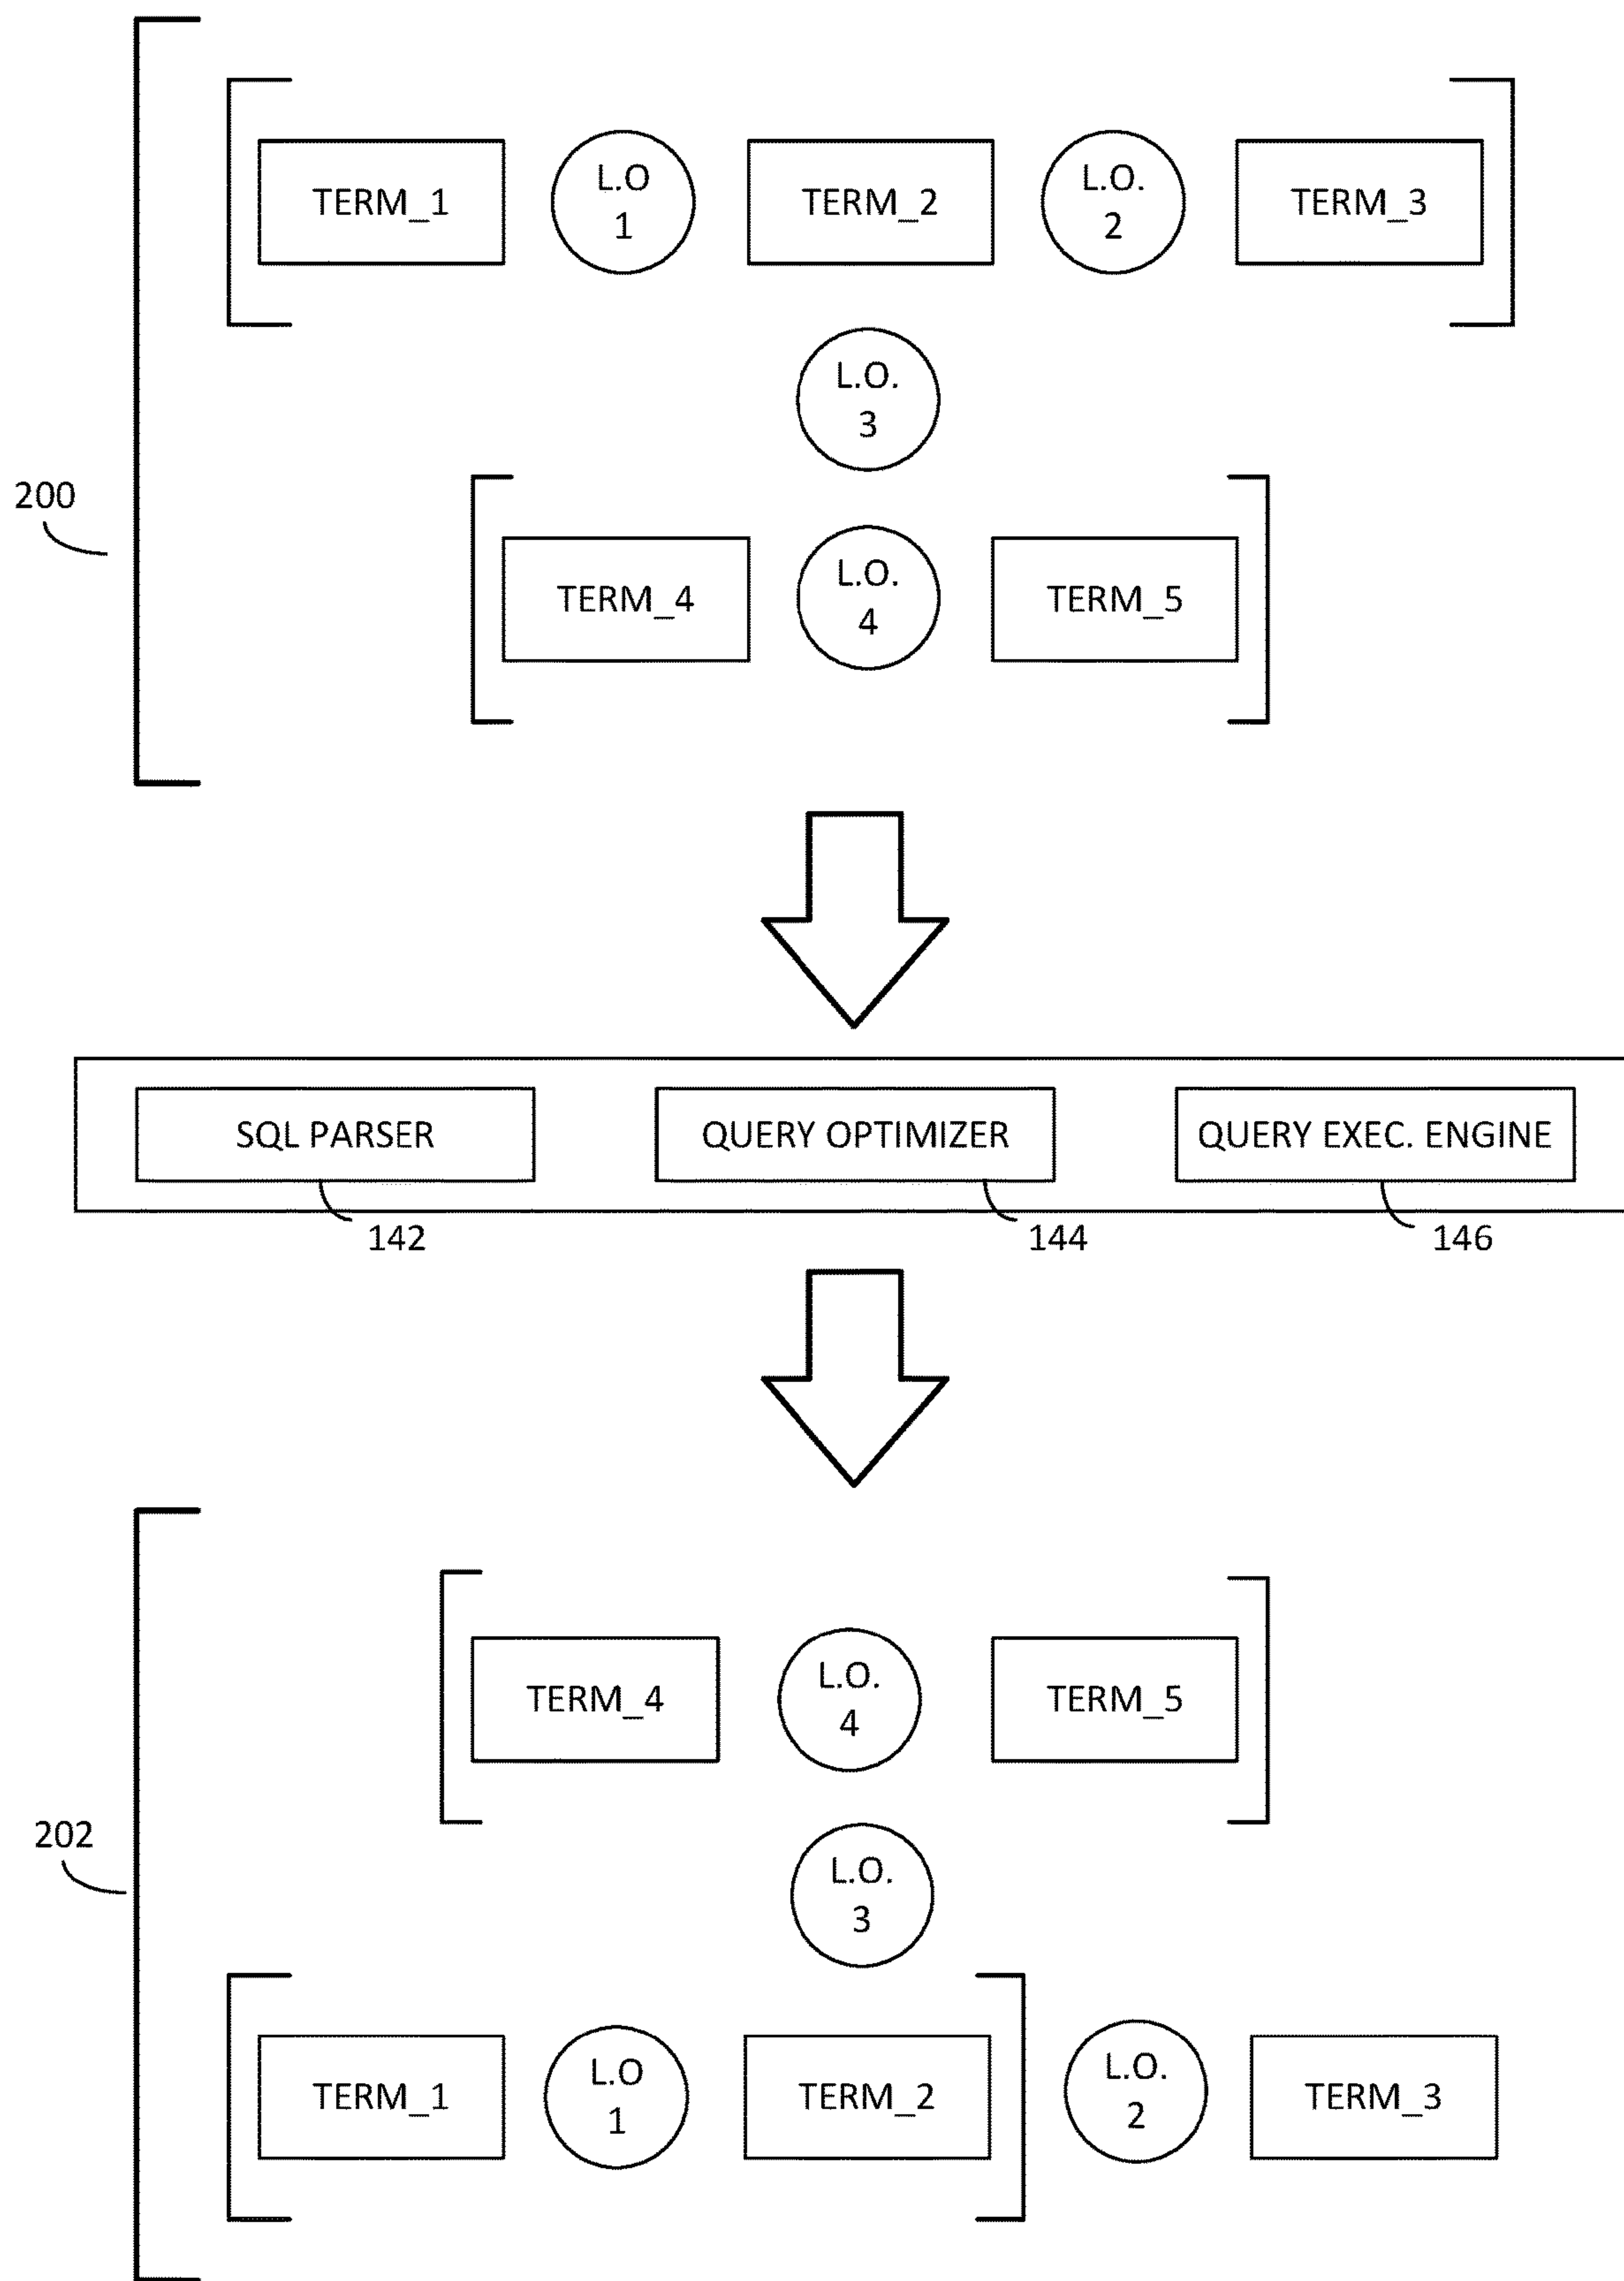 TERM_1
L.O
1
TERM_2
L.O.
2
TERM_3
L.O.
3
200
TERM_4
L.O.
4
TERM_5
SQL PARSER
QUERY OPTIMIZER
QUERY EXEC. ENGINE
142
144
146
TERM_4
L.O.
4
TERM_5
202
L.O.
3
TERM_1
L.O
1
TERM_2
L.O.
2
TERM_3